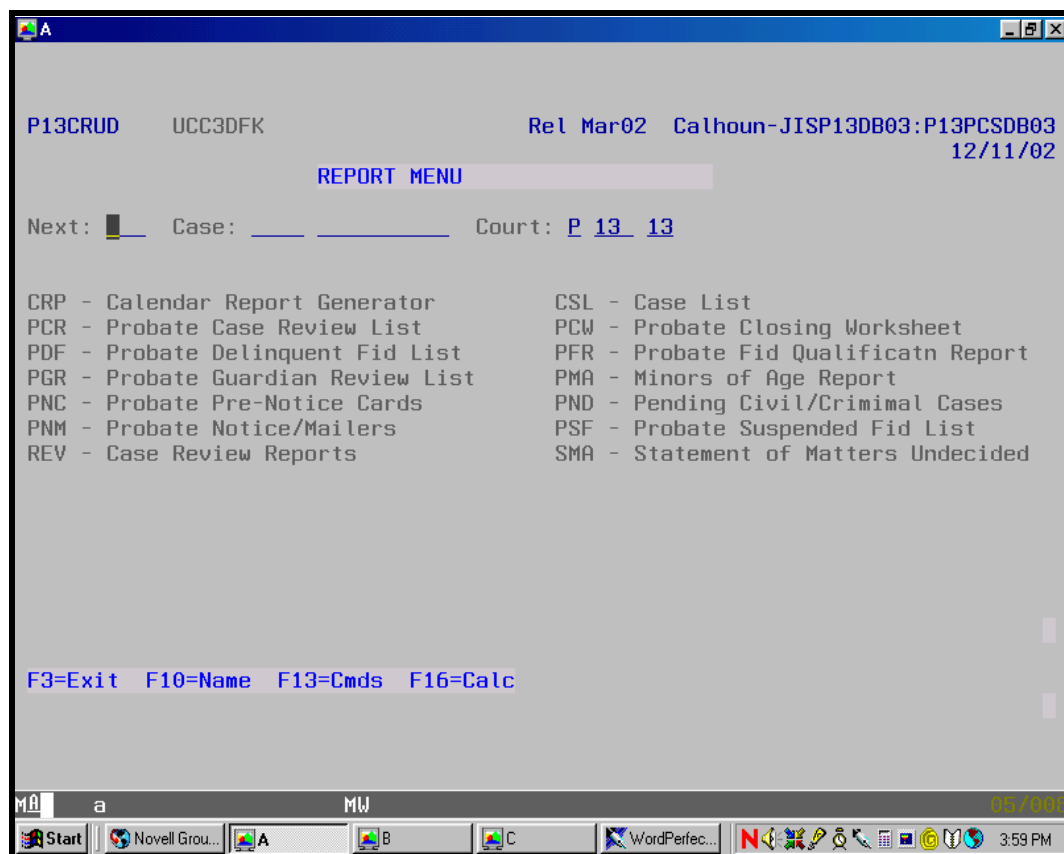 A
P13CRUD UCC3DFK Rel Mar02 Calhoun-JISP13DB03:P13PCSDB03
12/11/02
REPORT MENU
Next: Case: Court: P 13 13
CRP - Calendar Report Generator CSL - Case List
PCR - Probate Case Review List PCW - Probate Closing Worksheet
PDF - Probate Delinquent Fid List PFR - Probate Fid Qualificatn Report
PGR - Probate Guardian Review List PMA - Minors of Age Report
PNC - Probate Pre-Notice Cards PND - Pending Civil/Crimimal Cases
PNM - Probate Notice/Mailers PSF - Probate Suspended Fid List
REV - Case Review Reports SMA - Statement of Matters Undecided
F3=Exit F10=Name F13=Cmds F16=Calc
MA a MW 05/008
Start Novell Grou... A B C WordPerfec... N 3:59 PM